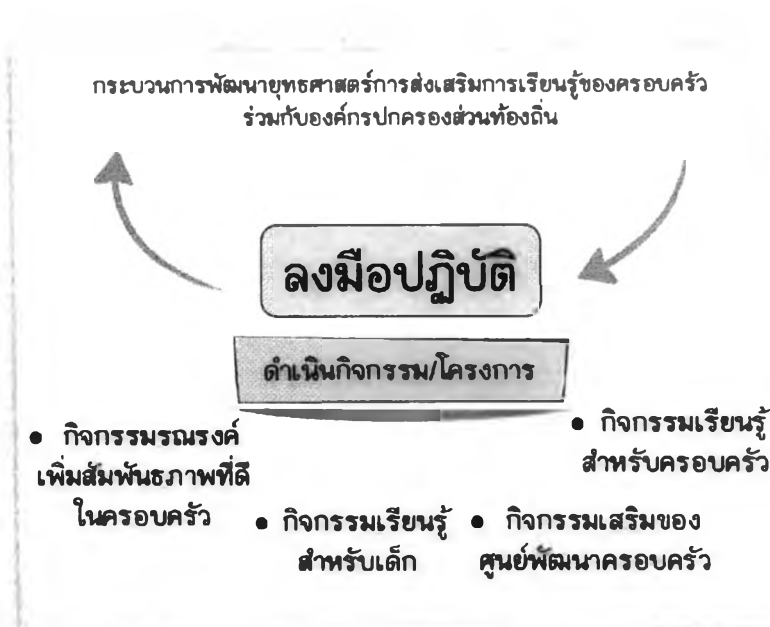 กระบวนการพัฒนายุทธศาสตร์การส่งเสริมการเรียนรู้ของครอบครัว
ร่วมกับองค์กรปกครองส่วนท้องถิ่น
ลงมือปฏิบัติ
ดำเนินกิจกรรม/โครงการ
• กิจกรรมรณรงค์
เพิ่มสัมพันธภาพที่ดี
ในครอบครัว
• กิจกรรมเรียนรู้
สำหรับเด็ก
• กิจกรรมเสริมของ
ศูนย์พัฒนาครอบครัว
• กิจกรรมเรียนรู้
สำหรับครอบครัว